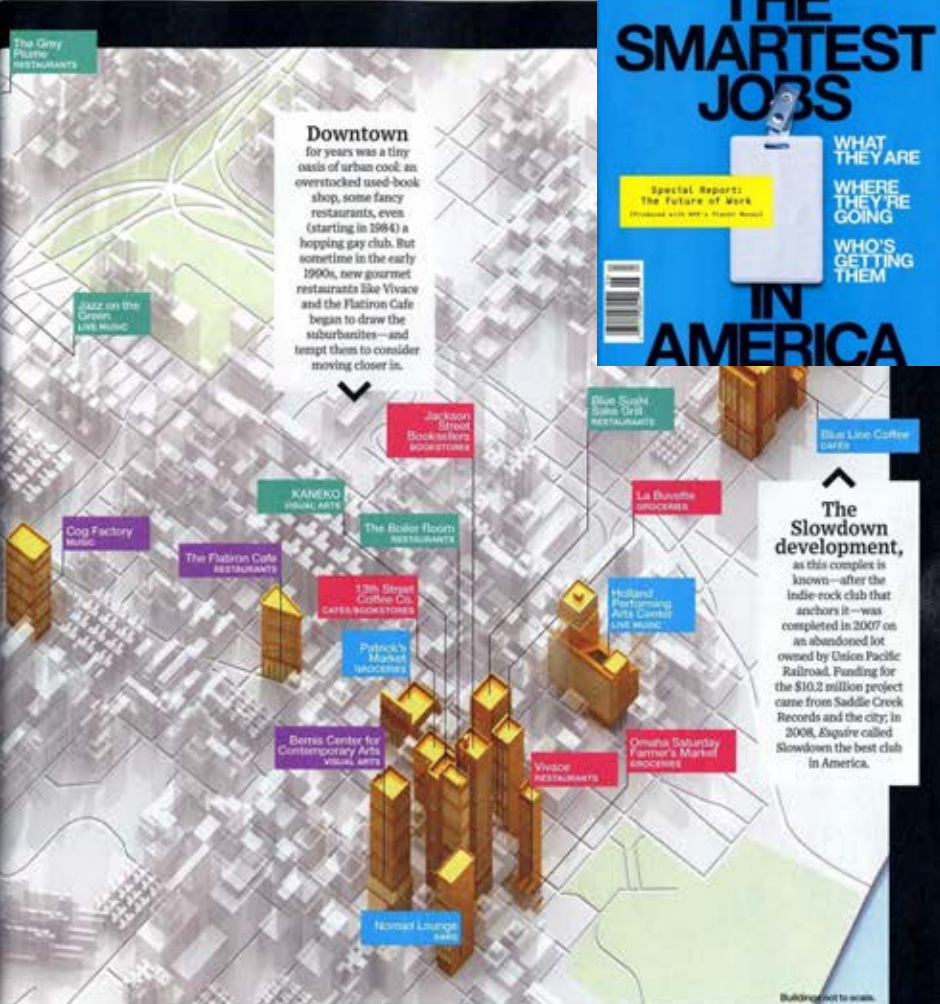 The Grey
Plume
RESTAURANTS
THE
SMARTEST
JOBS
WHAT
THEY ARE
WHERE
THEY'RE
GOING
WHO'S
GETTING
THEM
Special Report:
The Future of Work
(Produced with NPR's Planet Money)
IN
AMERICA
Downtown
for years was a tiny
oasis of urban cool: an
overstocked used-book
shop, some fancy
restaurants, even
(starting in 1984) a
hopping gay club. But
sometime in the early
1990s, new gourmet
restaurants like Vivace
and the Flatiron Cafe
began to draw the
suburbanites—and
tempt them to consider
moving closer in.
Jazz on the
Green
LIVE MUSIC
Jackson
Street
Booksellers
BOOKSTORES
Blue Sushi
Sake Grill
RESTAURANTS
Blue Line Coffee
CAFES
KANEKO
VISUAL ARTS
La Buvette
GROCERIES
The Boiler Room
RESTAURANTS
Cog Factory
MUSIC
The Flatiron Cafe
RESTAURANTS
13th Street
Coffee Co.
CAFES/BOOKSTORES
Holland
Performing
Arts Center
LIVE MUSIC
Patrick's
Market
GROCERIES
The
Slowdown
development,
as this complex is
known—after the
indie-rock club that
anchors it—was
completed in 2007 on
an abandoned lot
owned by Union Pacific
Railroad. Funding for
the $10.2 million project
came from Saddle Creek
Records and the city; in
2008, Esquire called
Slowdown the best club
in America.
Bemis Center for
Contemporary Arts
VISUAL ARTS
Omaha Saturday
Farmer's Market
GROCERIES
Vivace
RESTAURANTS
Nomad Lounge
BARS
Buildings not to scale.